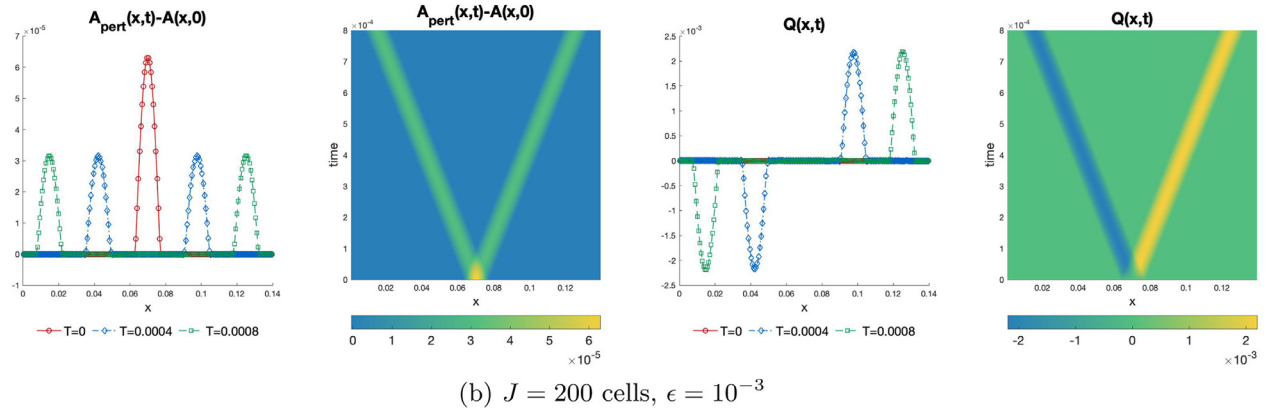 A_pert(x,t)-A(x,0)
×10⁻⁵
7
6
5
4
3
2
1
0
-1
0 0.02 0.04 0.06 0.08 0.1 0.12 0.14
x
T=0 T=0.0004 T=0.0008
A_pert(x,t)-A(x,0)
×10⁻⁴
8
7
6
5
4
3
2
1
0
time
0.02 0.04 0.06 0.08 0.1 0.12
x
0 1 2 3 4 5 6
×10⁻⁵
Q(x,t)
×10⁻³
2.5
2
1.5
1
0.5
0
-0.5
-1
-1.5
-2
-2.5
0 0.02 0.04 0.06 0.08 0.1 0.12 0.14
x
T=0 T=0.0004 T=0.0008
Q(x,t)
×10⁻⁴
8
7
6
5
4
3
2
1
0
time
0.02 0.04 0.06 0.08 0.1 0.12
x
-2 -1 0 1 2
×10⁻³
(b) J = 200 cells, ϵ = 10⁻³